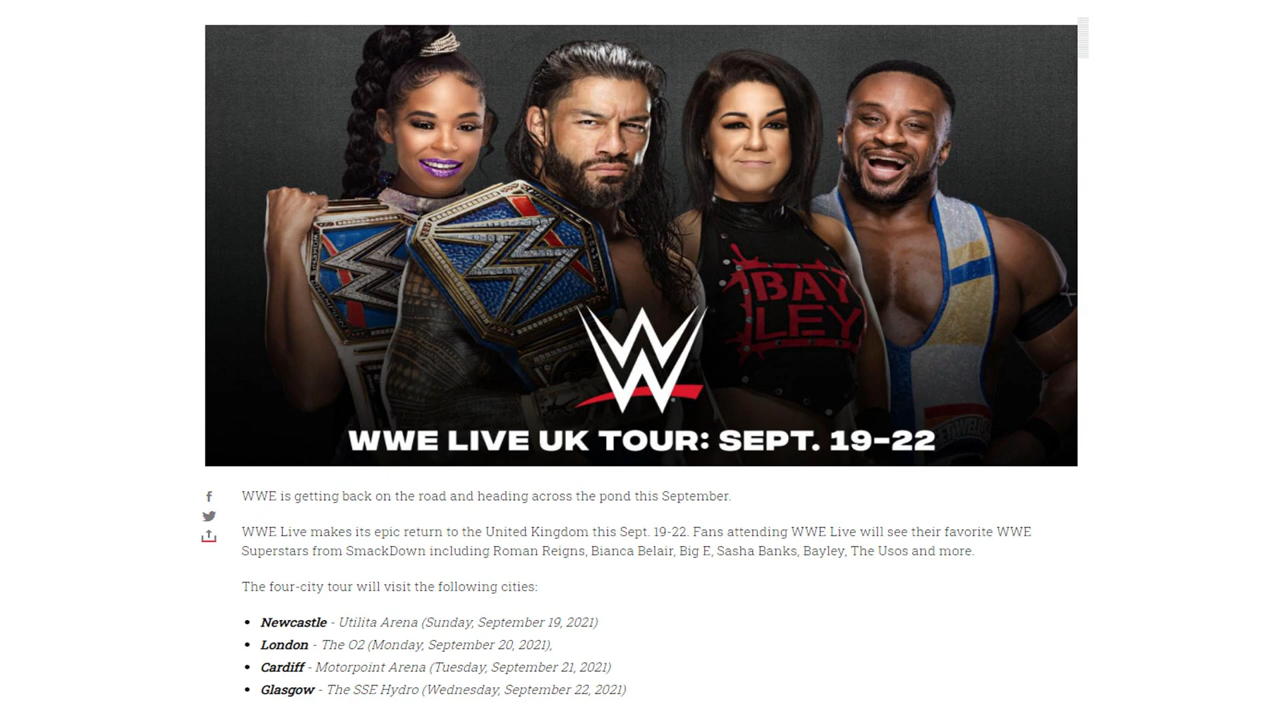 BAY
LEY
W
WWE LIVE UK TOUR: SEPT. 19-22
f
WWE is getting back on the road and heading across the pond this September.
WWE Live makes its epic return to the United Kingdom this Sept. 19-22. Fans attending WWE Live will see their favorite WWE
Superstars from SmackDown including Roman Reigns, Bianca Belair, Big E, Sasha Banks, Bayley, The Usos and more.
The four-city tour will visit the following cities:
• Newcastle - Utilita Arena (Sunday, September 19, 2021)
• London - The O2 (Monday, September 20, 2021),
• Cardiff - Motorpoint Arena (Tuesday, September 21, 2021)
• Glasgow - The SSE Hydro (Wednesday, September 22, 2021)